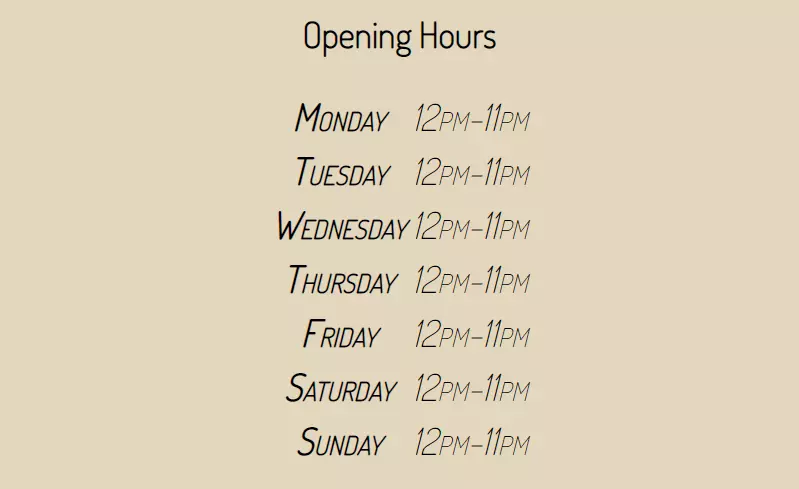 Opening Hours
Monday 12pm-11pm
Tuesday 12pm-11pm
Wednesday 12pm-11pm
Thursday 12pm-11pm
Friday 12pm-11pm
Saturday 12pm-11pm
Sunday 12pm-11pm